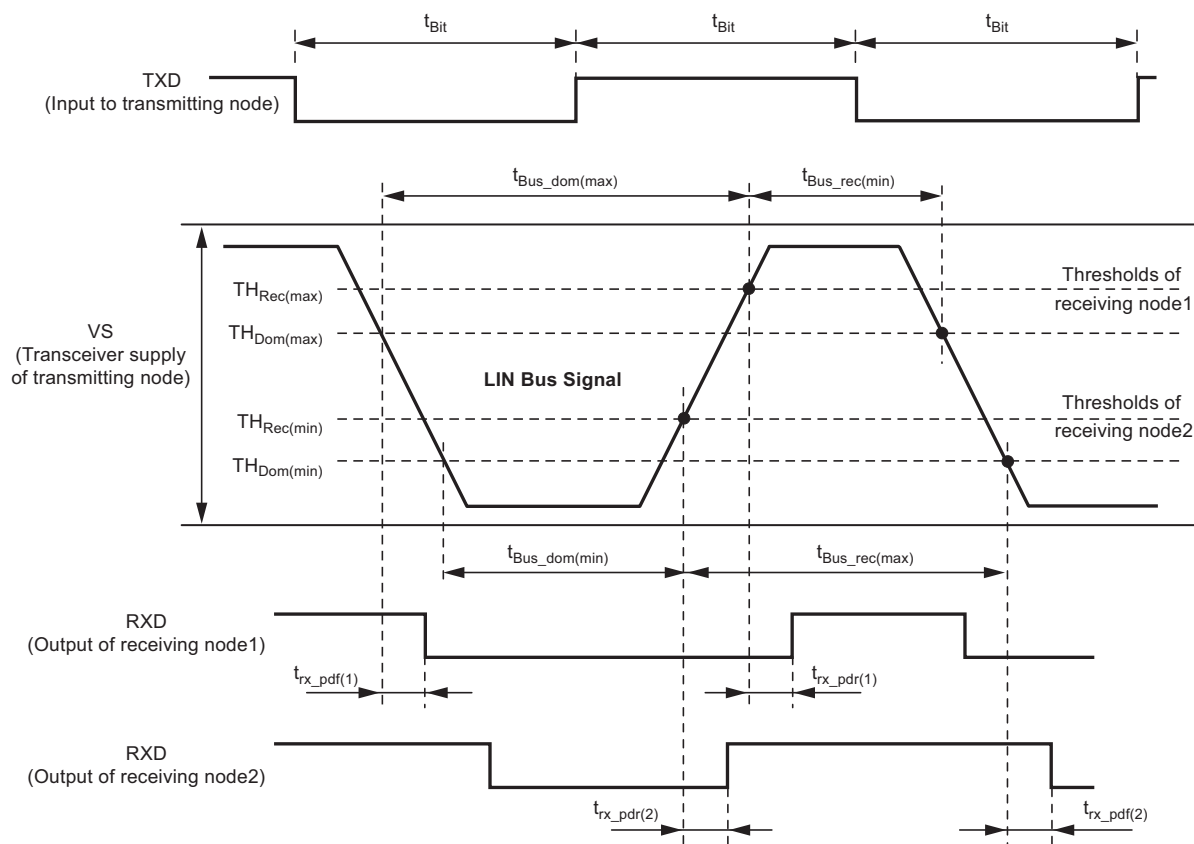 tBit tBit tBit
TXD
(Input to transmitting node)
tBus_dom(max) tBus_rec(min)
THRec(max)
Thresholds of
receiving node1
VS
(Transceiver supply
of transmitting node)
THDom(max)
LIN Bus Signal
THRec(min)
Thresholds of
receiving node2
THDom(min)
tBus_dom(min) tBus_rec(max)
RXD
(Output of receiving node1)
trx_pdf(1) trx_pdr(1)
RXD
(Output of receiving node2)
trx_pdr(2) trx_pdf(2)